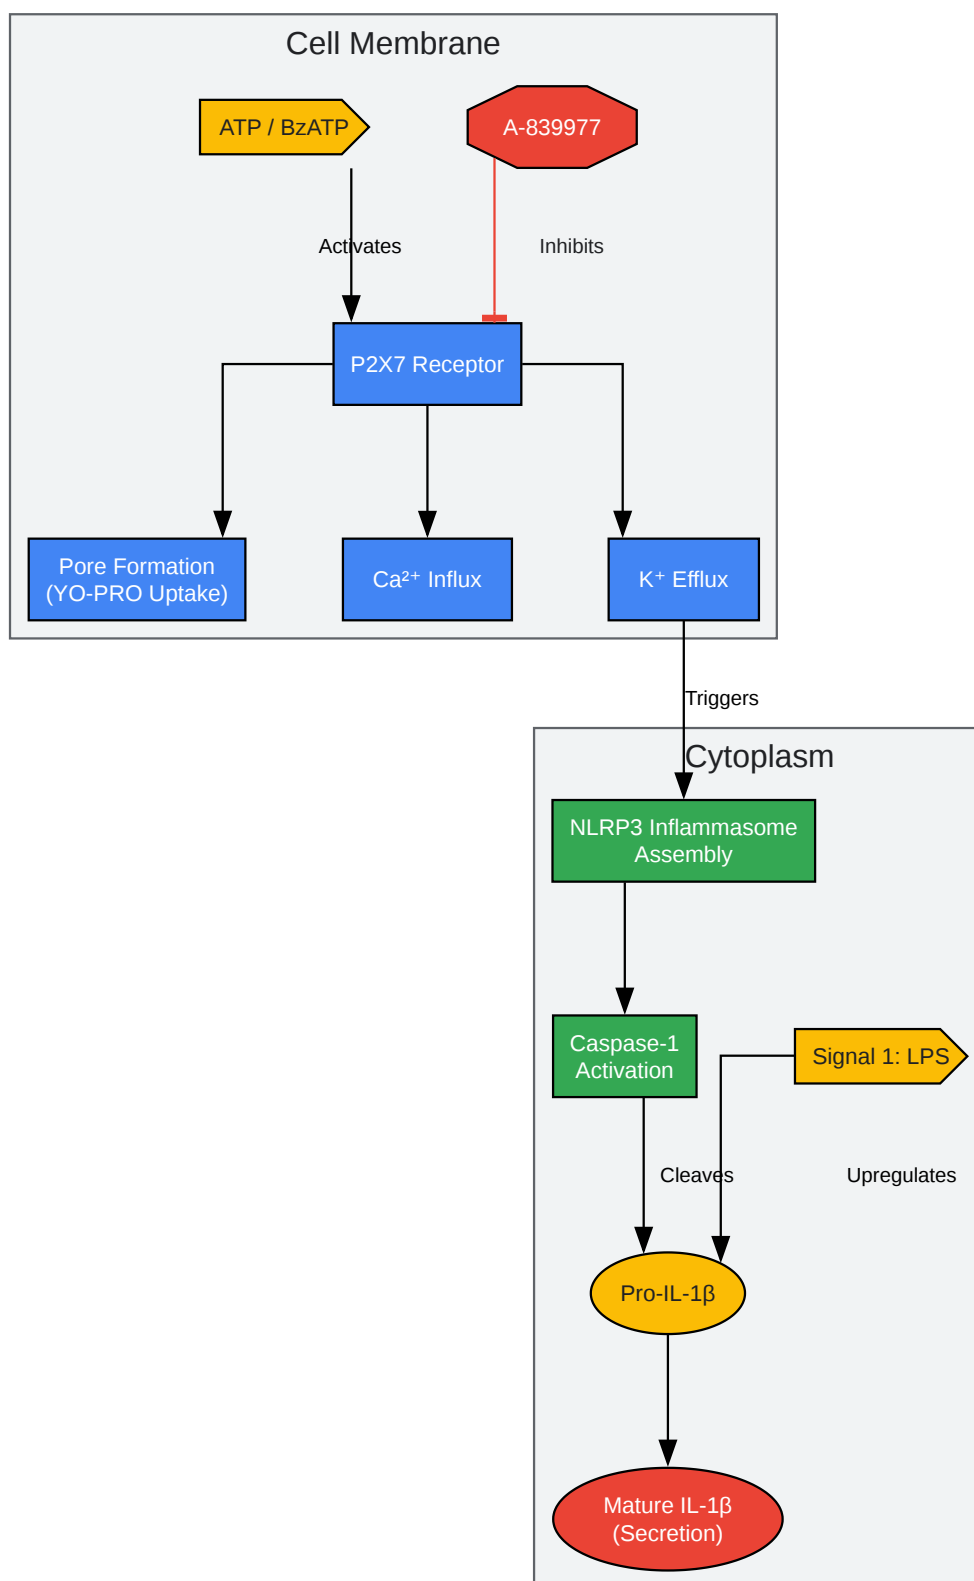 Cell Membrane
ATP / BzATP
A-839977
Activates
Inhibits
P2X7 Receptor
Pore Formation
(YO-PRO Uptake)
Ca²⁺ Influx
K⁺ Efflux
Triggers
Cytoplasm
NLRP3 Inflammasome
Assembly
Caspase-1
Activation
Signal 1: LPS
Cleaves
Upregulates
Pro-IL-1β
Mature IL-1β
(Secretion)